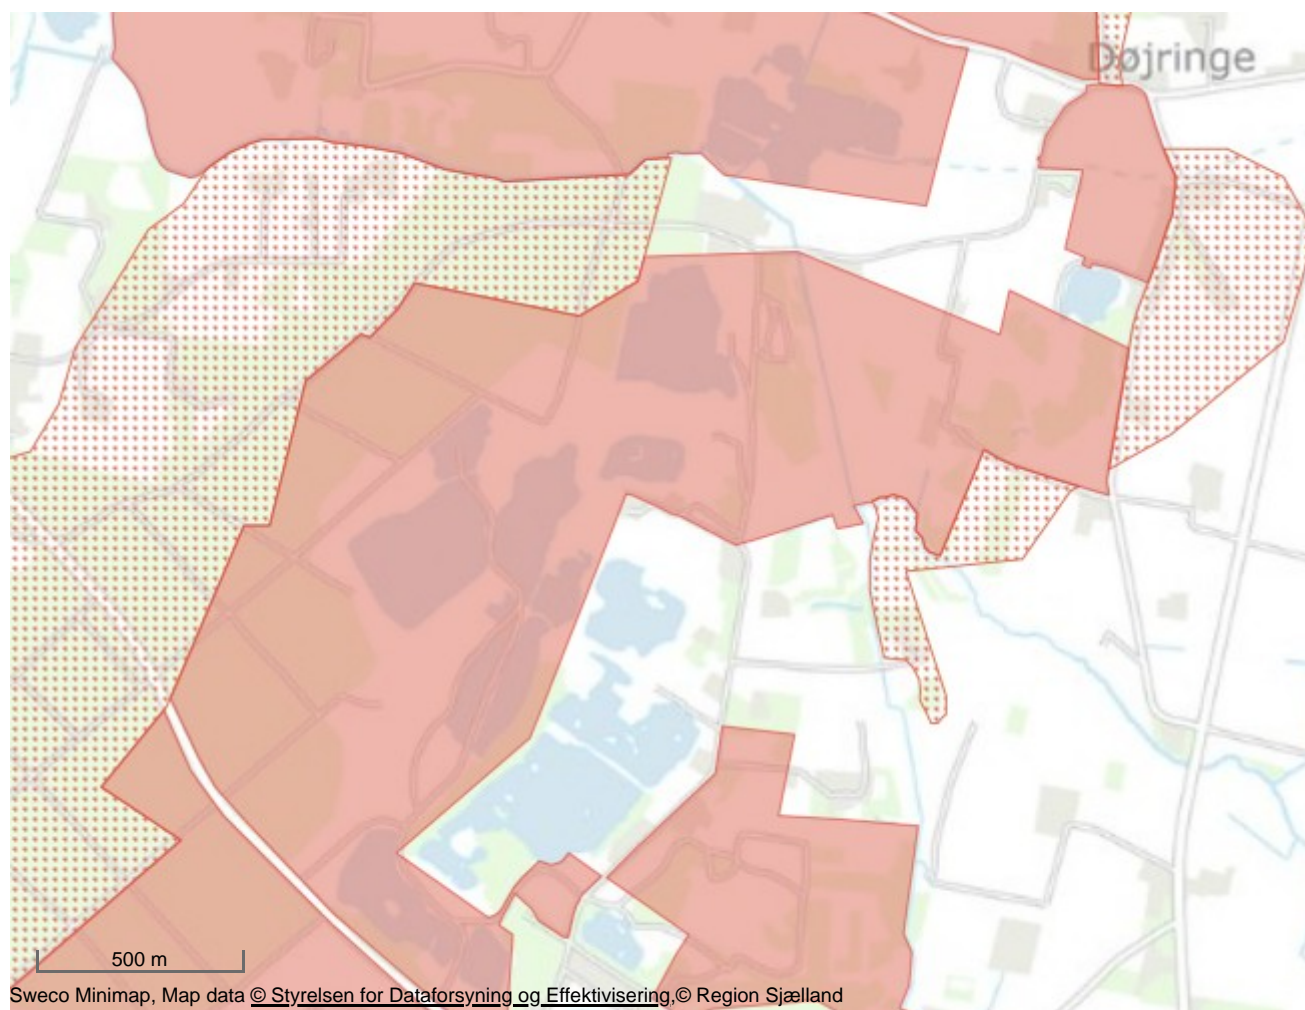 Døjringe
500 m
Sweco Minimap, Map data © Styrelsen for Dataforsyning og Effektivisering,© Region Sjælland